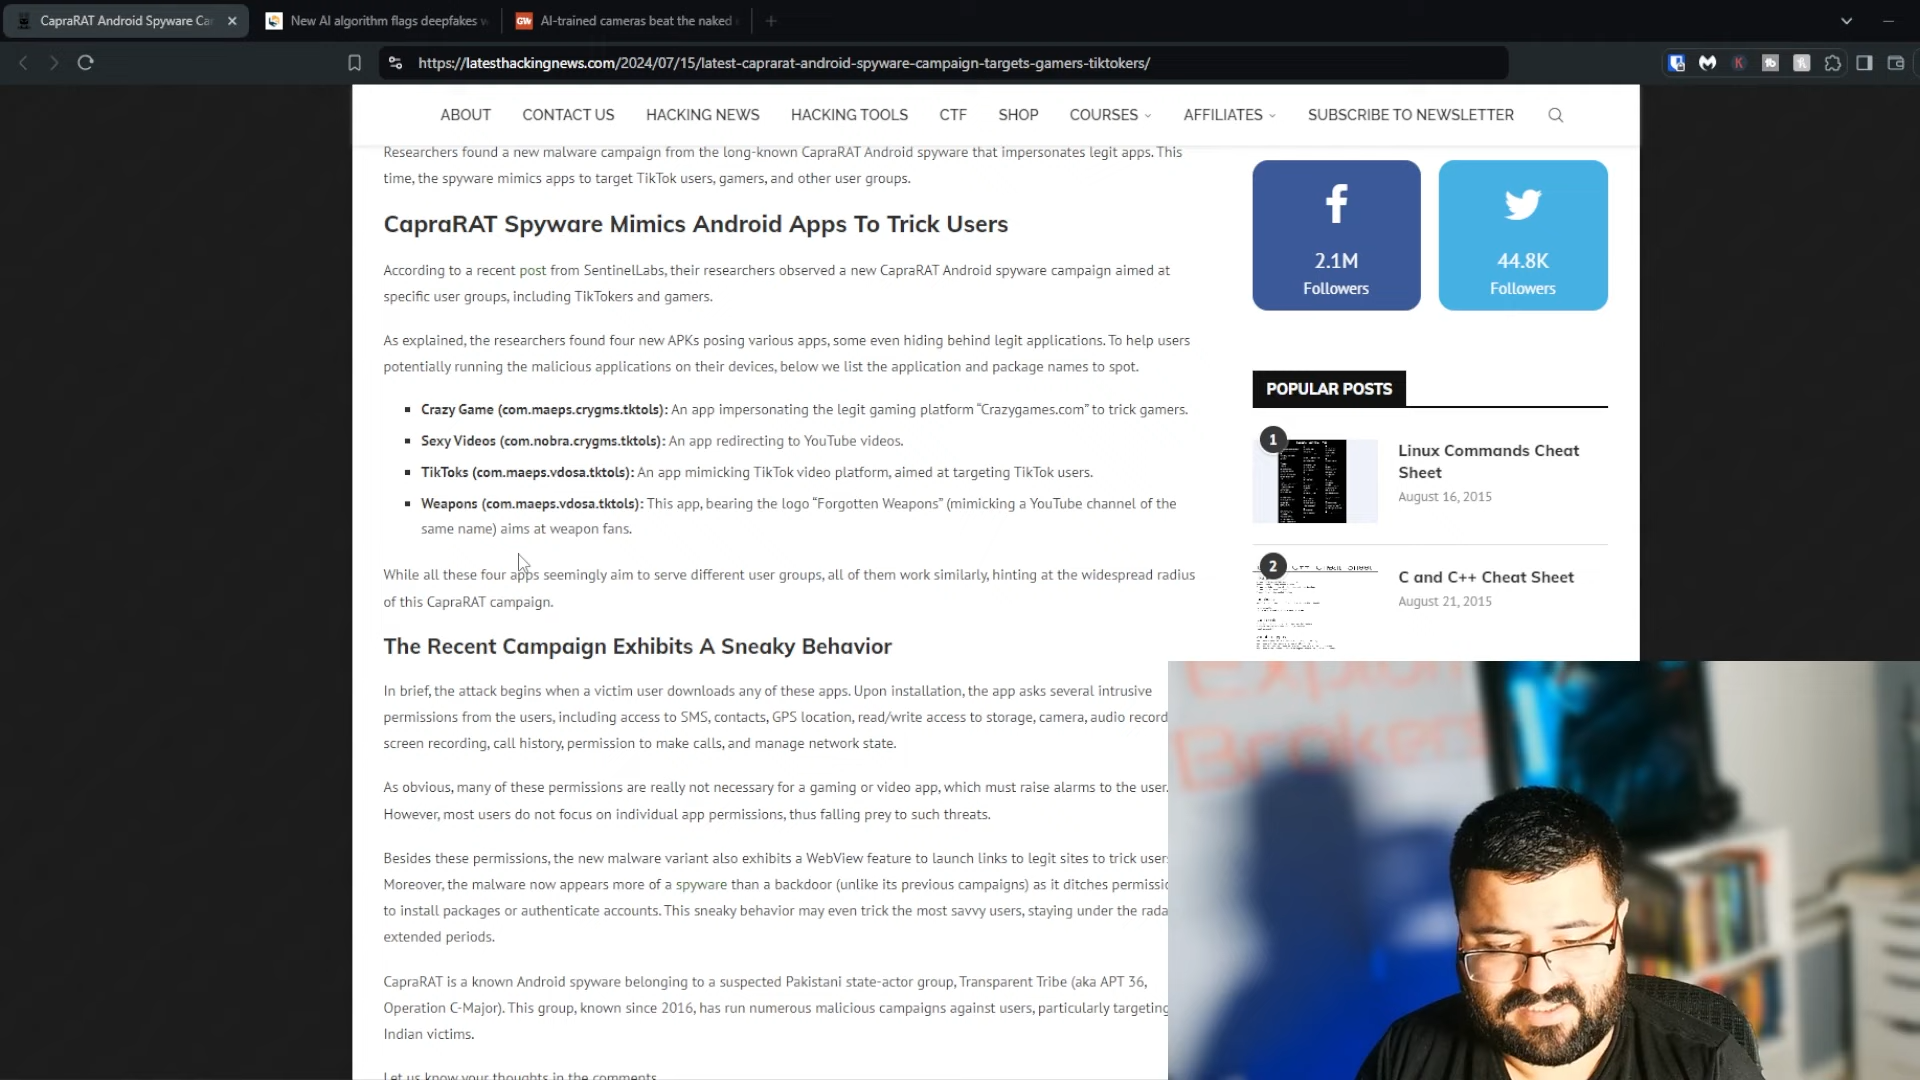 CapraRAT Android Spyware Ca
New AI algorithm flags deepfakes w
GW AI-trained cameras beat the naked
https://latesthackingnews.com/2024/07/15/latest-caprarat-android-spyware-campaign-targets-gamers-tiktokers/
ABOUT CONTACT US HACKING NEWS HACKING TOOLS CTF SHOP COURSES AFFILIATES SUBSCRIBE TO NEWSLETTER
Researchers found a new malware campaign from the long-known CapraRAT Android spyware that impersonates legit apps. This
time, the spyware mimics apps to target TikTok users, gamers, and other user groups.
CapraRAT Spyware Mimics Android Apps To Trick Users
According to a recent post from SentinelLabs, their researchers observed a new CapraRAT Android spyware campaign aimed at
specific user groups, including TikTokers and gamers.
As explained, the researchers found four new APKs posing various apps, some even hiding behind legit applications. To help users
potentially running the malicious applications on their devices, below we list the application and package names to spot.
Crazy Game (com.maeps.crygms.tktols): An app impersonating the legit gaming platform “Crazygames.com” to trick gamers.
Sexy Videos (com.nobra.crygms.tktols): An app redirecting to YouTube videos.
TikToks (com.maeps.vdosa.tktols): An app mimicking TikTok video platform, aimed at targeting TikTok users.
Weapons (com.maeps.vdosa.tktols): This app, bearing the logo “Forgotten Weapons” (mimicking a YouTube channel of the
same name) aims at weapon fans.
While all these four apps seemingly aim to serve different user groups, all of them work similarly, hinting at the widespread radius
of this CapraRAT campaign.
The Recent Campaign Exhibits A Sneaky Behavior
In brief, the attack begins when a victim user downloads any of these apps. Upon installation, the app asks several intrusive
permissions from the users, including access to SMS, contacts, GPS location, read/write access to storage, camera, audio record
screen recording, call history, permission to make calls, and manage network state.
As obvious, many of these permissions are really not necessary for a gaming or video app, which must raise alarms to the user.
However, most users do not focus on individual app permissions, thus falling prey to such threats.
Besides these permissions, the new malware variant also exhibits a WebView feature to launch links to legit sites to trick user
Moreover, the malware now appears more of a spyware than a backdoor (unlike its previous campaigns) as it ditches permissio
to install packages or authenticate accounts. This sneaky behavior may even trick the most savvy users, staying under the rada
extended periods.
CapraRAT is a known Android spyware belonging to a suspected Pakistani state-actor group, Transparent Tribe (aka APT 36,
Operation C-Major). This group, known since 2016, has run numerous malicious campaigns against users, particularly targeting
Indian victims.
Let us know your thoughts in the comments
2.1M
Followers
44.8K
Followers
POPULAR POSTS
1
Linux Commands Cheat
Sheet
August 16, 2015
2
C and C++ Cheat Sheet
August 21, 2015
Brokers